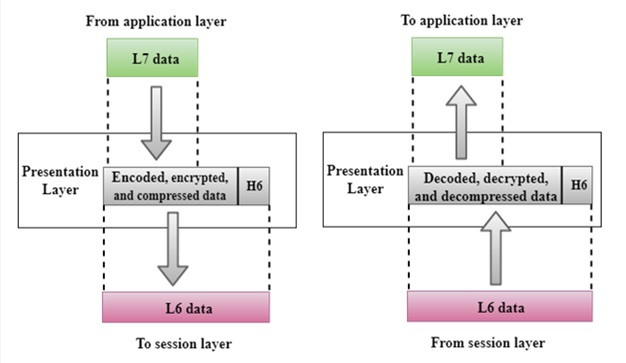 From application layer
L7 data
Presentation
Layer
Encoded, encrypted,
and compressed data
H6
L6 data
To session layer
To application layer
L7 data
Presentation
Layer
Decoded, decrypted,
and decompressed data
H6
L6 data
From session layer